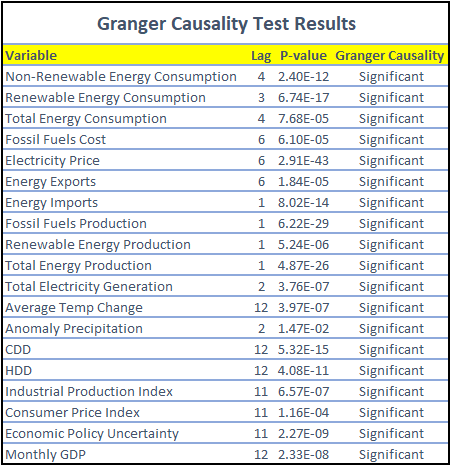 Granger Causality Test Results
Variable Lag P-value Granger Causality
Non-Renewable Energy Consumption 4 2.40E-12 Significant
Renewable Energy Consumption 3 6.74E-17 Significant
Total Energy Consumption 4 7.68E-05 Significant
Fossil Fuels Cost 6 6.10E-05 Significant
Electricity Price 6 2.91E-43 Significant
Energy Exports 6 1.84E-05 Significant
Energy Imports 1 8.02E-14 Significant
Fossil Fuels Production 1 6.22E-29 Significant
Renewable Energy Production 1 5.24E-06 Significant
Total Energy Production 1 4.87E-26 Significant
Total Electricity Generation 2 3.76E-07 Significant
Average Temp Change 12 3.97E-07 Significant
Anomaly Precipitation 2 1.47E-02 Significant
CDD 12 5.32E-15 Significant
HDD 12 4.08E-11 Significant
Industrial Production Index 11 6.57E-07 Significant
Consumer Price Index 11 1.16E-04 Significant
Economic Policy Uncertainty 11 2.27E-09 Significant
Monthly GDP 12 2.33E-08 Significant